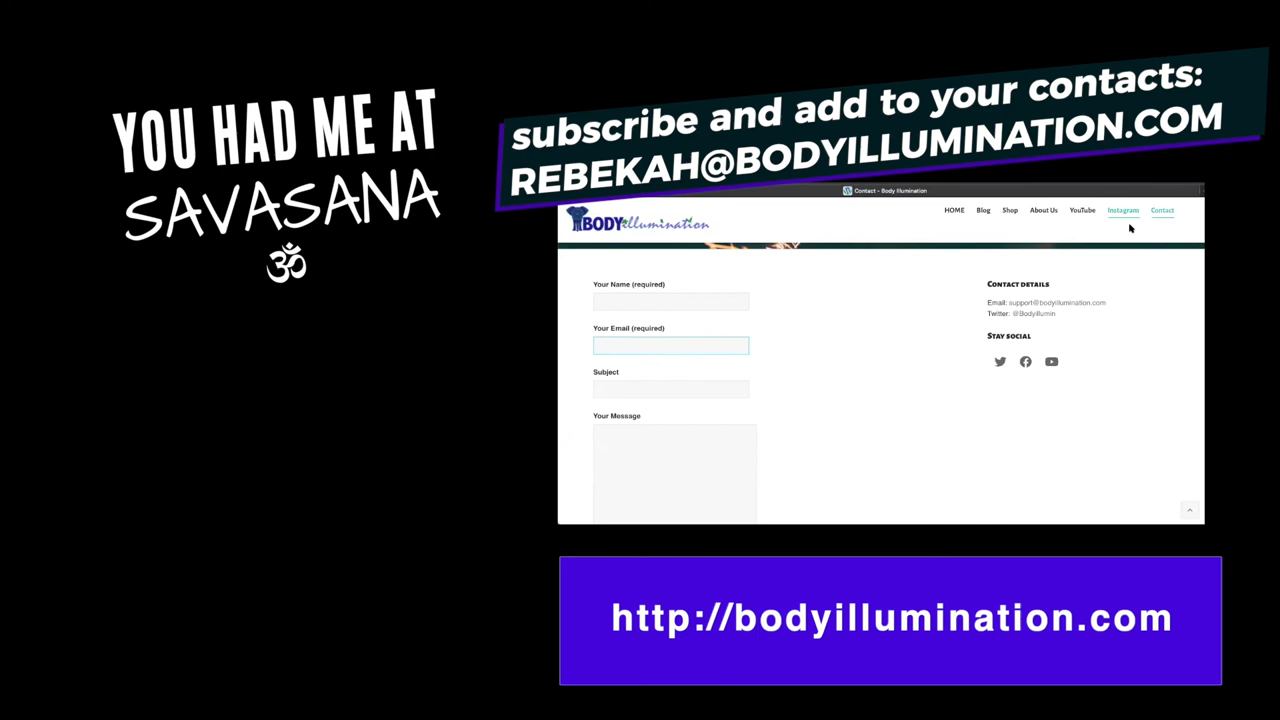 YOU HAD ME AT
SAVASANA
ॐ
subscribe and add to your contacts:
REBEKAH@BODYILLUMINATION.COM
Contact - Body Illumination
BODYillumination
HOME Blog Shop About Us YouTube Instagram Contact
Your Name (required)
Your Email (required)
Subject
Your Message
Contact details
Email: support@bodyillumination.com
Twitter: @Bodyillumin
Stay social
http://bodyillumination.com